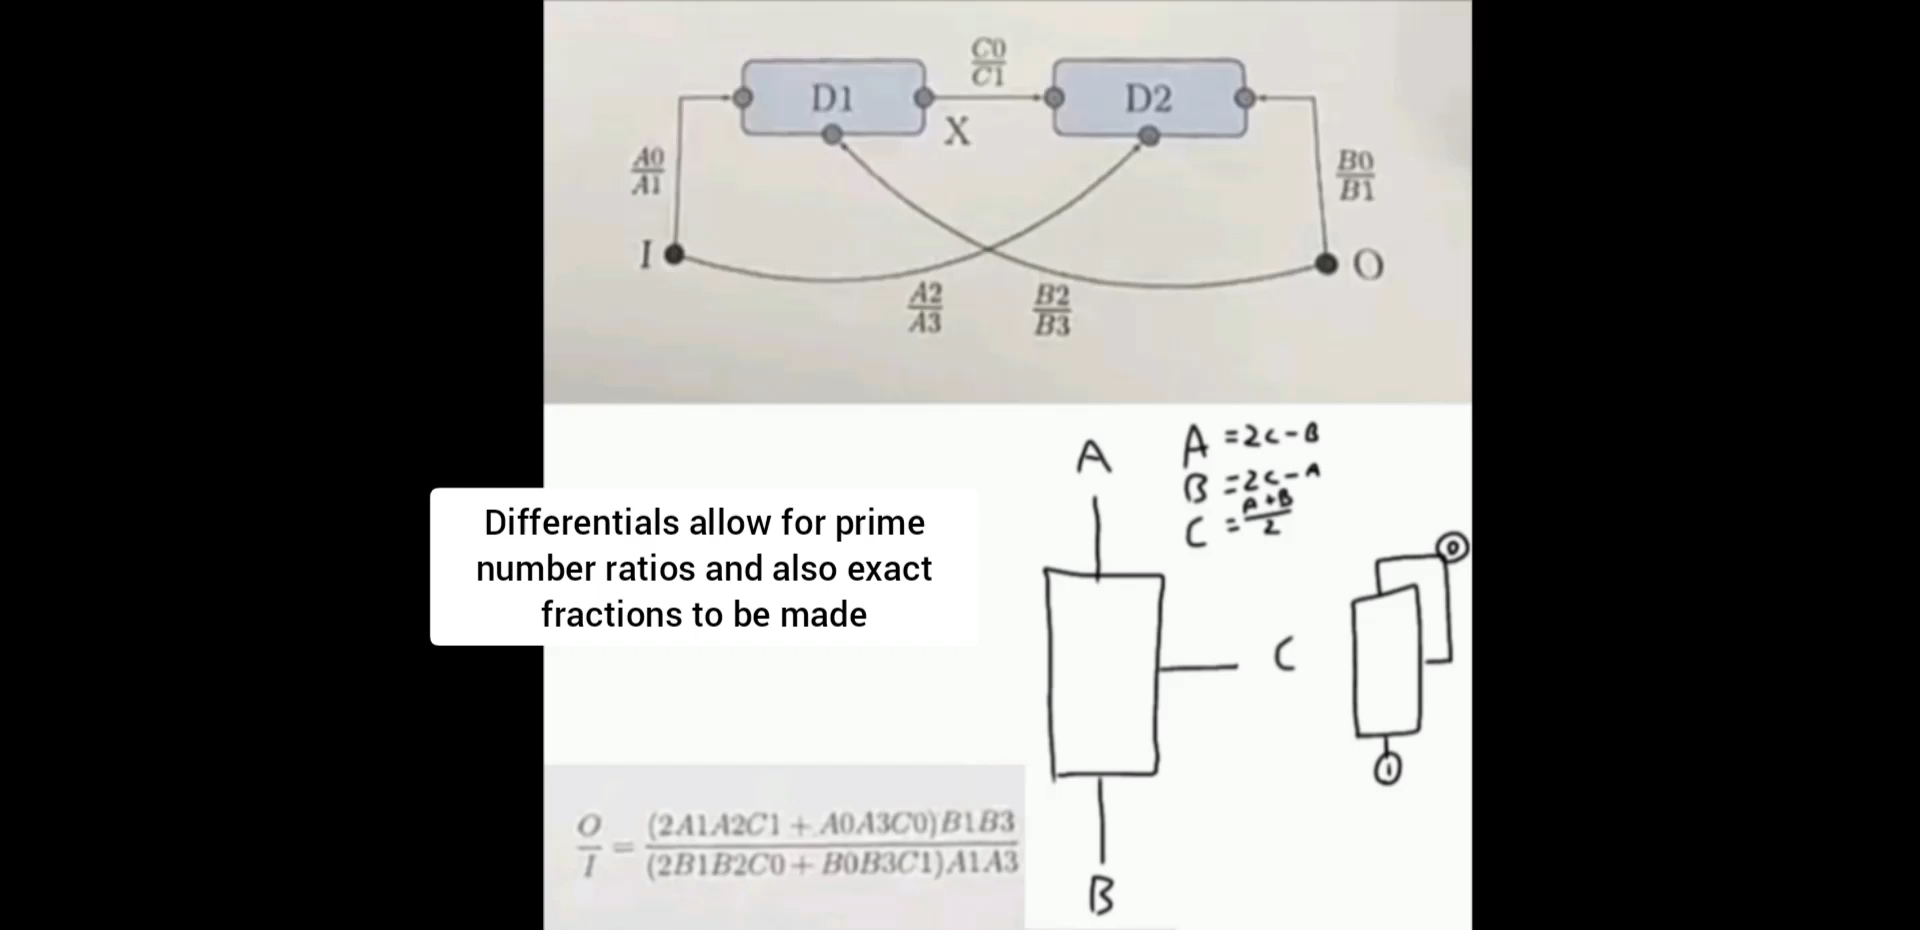 C0
C1
D1
D2
X
A0
A1
B0
B1
I
O
A2
A3
B2
B3
A = 2C - B
B = 2C - A
C = A + B
2
A
Differentials allow for prime
number ratios and also exact
fractions to be made
O
C
I
O/I = (2A1A2C1 + A0A3C0)B1B3
(2B1B2C0 + B0B3C1)A1A3
B